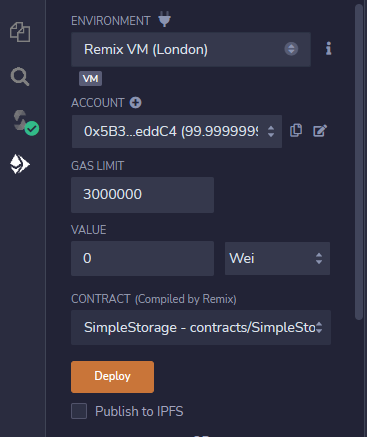 ENVIRONMENT
Remix VM (London)
VM
ACCOUNT
0x5B3...eddC4 (99.9999999
GAS LIMIT
3000000
VALUE
0 Wei
CONTRACT (Compiled by Remix)
SimpleStorage - contracts/SimpleSto
Deploy
Publish to IPFS